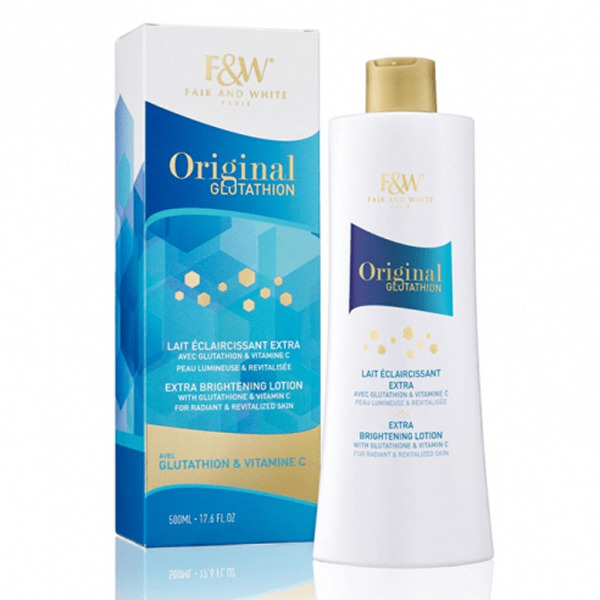 F&W®
FAIR AND WHITE
PARIS
Original
GLUTATHION
LAIT ÉCLAIRCISSANT EXTRA
AVEC GLUTATHION & VITAMINE C
PEAU LUMINEUSE & REVITALISÉE
EXTRA BRIGHTENING LOTION
WITH GLUTATHIONE & VITAMIN C
FOR RADIANT & REVITALIZED SKIN
AVEC
GLUTATHION & VITAMINE C
500ML • 17.6 FL.OZ
F&W®
FAIR AND WHITE
PARIS
Original
GLUTATHION
LAIT ÉCLAIRCISSANT
EXTRA
AVEC GLUTATHION & VITAMINE C
PEAU LUMINEUSE & REVITALISÉE
EXTRA
BRIGHTENING LOTION
WITH GLUTATHIONE & VITAMIN C
FOR RADIANT & REVITALIZED SKIN